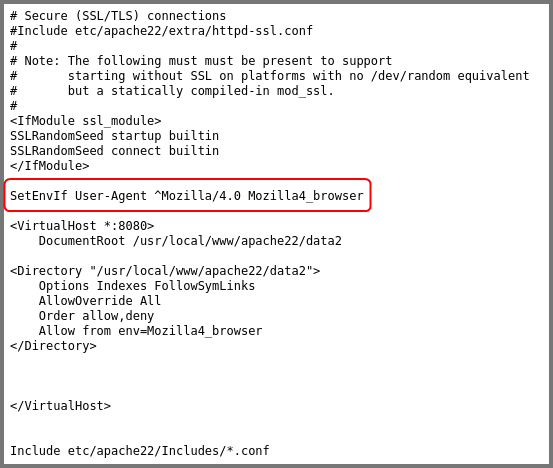 # Secure (SSL/TLS) connections
#Include etc/apache22/extra/httpd-ssl.conf
#
# Note: The following must must be present to support
#       starting without SSL on platforms with no /dev/random equivalent
#       but a statically compiled-in mod_ssl.
#
<IfModule ssl_module>
SSLRandomSeed startup builtin
SSLRandomSeed connect builtin
</IfModule>
SetEnvIf User-Agent ^Mozilla/4.0 Mozilla4_browser
<VirtualHost *:8080>
    DocumentRoot /usr/local/www/apache22/data2
<Directory "/usr/local/www/apache22/data2">
    Options Indexes FollowSymLinks
    AllowOverride All
    Order allow,deny
    Allow from env=Mozilla4_browser
</Directory>
</VirtualHost>
Include etc/apache22/Includes/*.conf